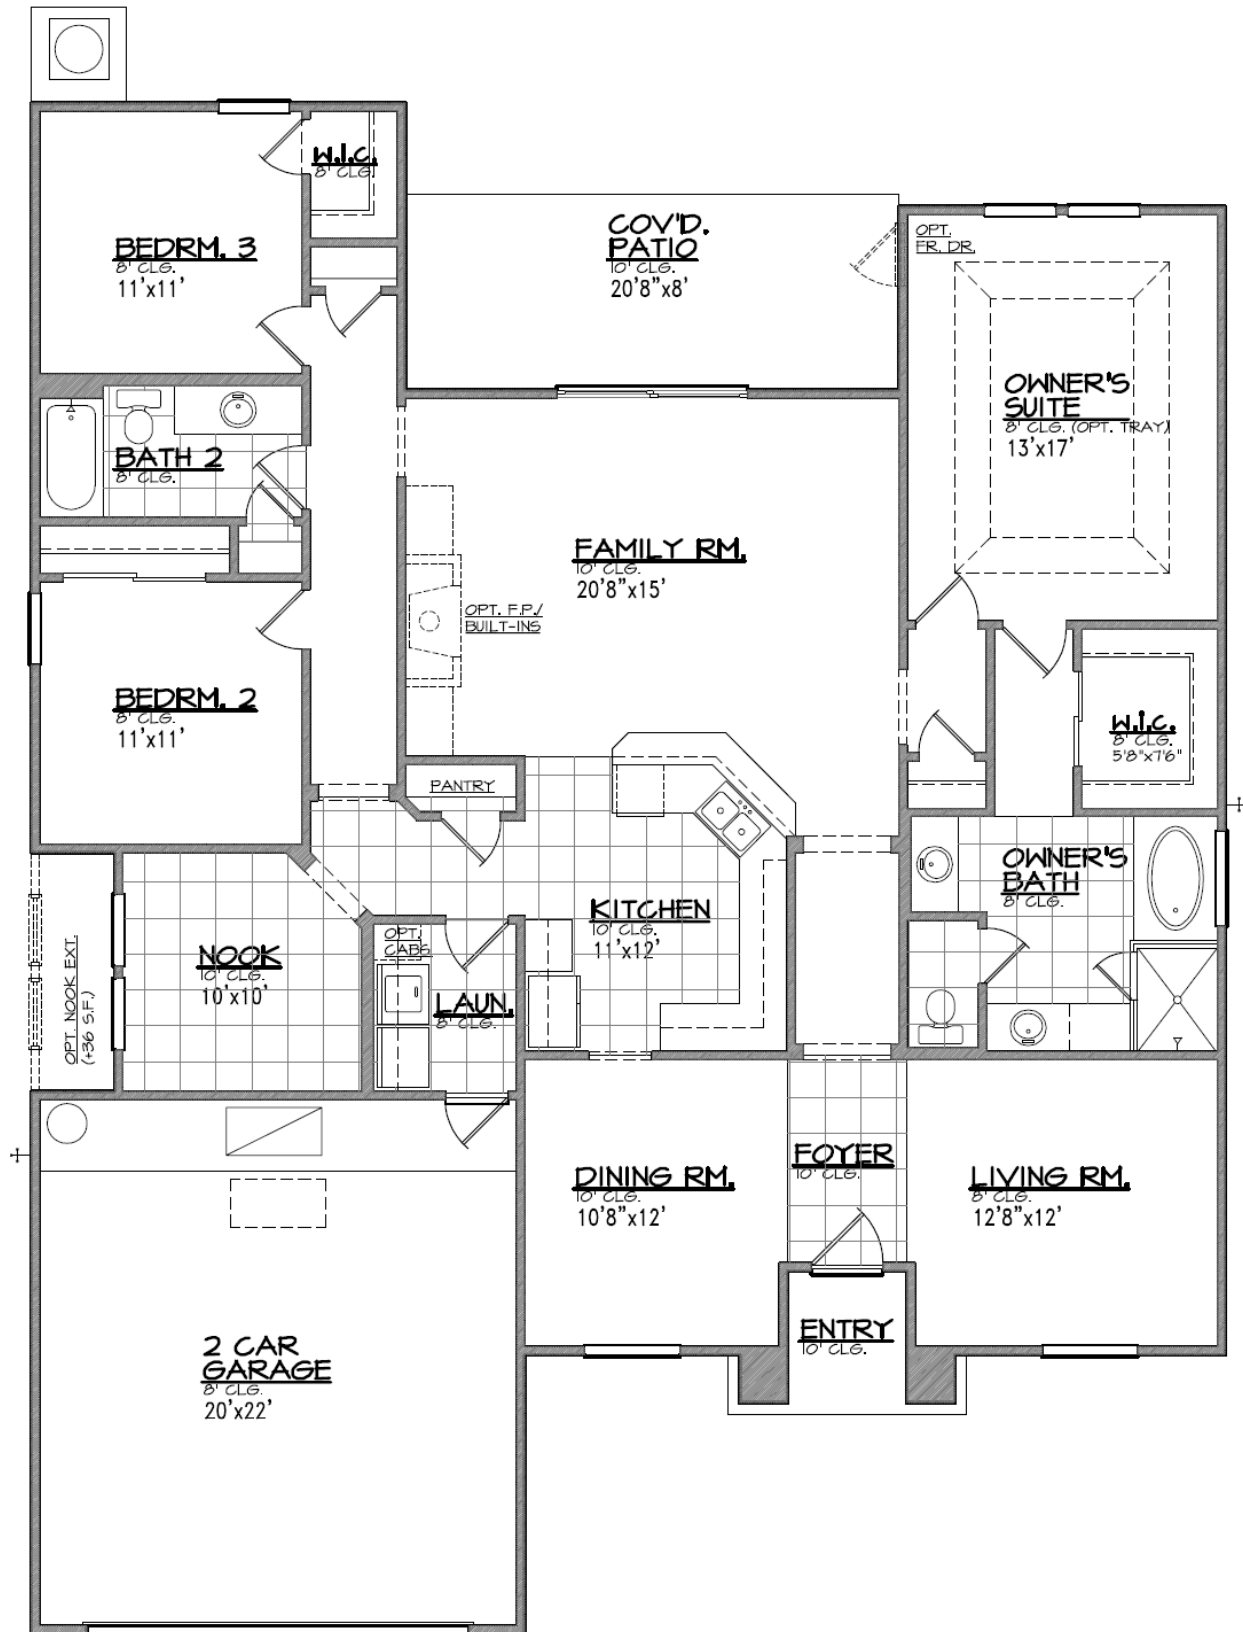 W.I.C.
8' CLG.
BEDRM. 3
8' CLG.
11'x11'
COV'D.
PATIO
10' CLG.
20'8"x8'
OPT.
FR. DR.
OWNER'S
SUITE
8' CLG. (OPT. TRAY)
13'x17'
BATH 2
8' CLG.
FAMILY RM.
10' CLG.
20'8"x15'
OPT. F.P./
BUILT-INS
BEDRM. 2
8' CLG.
11'x11'
W.I.C.
8' CLG.
5'8"x7'6"
PANTRY
OWNER'S
BATH
8' CLG.
KITCHEN
10' CLG.
11'x12'
OPT.
CABS.
NOOK
10' CLG.
10'x10'
OPT. NOOK EXT.
(+36 S.F.)
LAUN.
8' CLG.
FOYER
10' CLG.
DINING RM.
10' CLG.
10'8"x12'
LIVING RM.
8' CLG.
12'8"x12'
ENTRY
10' CLG.
2 CAR
GARAGE
8' CLG.
20'x22'